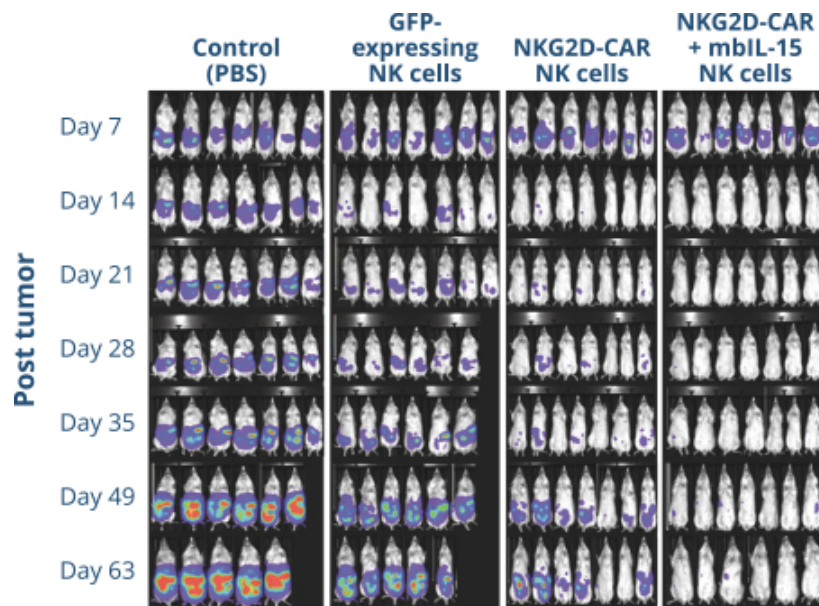 Control
(PBS)
GFP-
expressing
NK cells
NKG2D-CAR
NK cells
NKG2D-CAR
+ mbIL-15
NK cells
Post tumor
Day 7
Day 14
Day 21
Day 28
Day 35
Day 49
Day 63